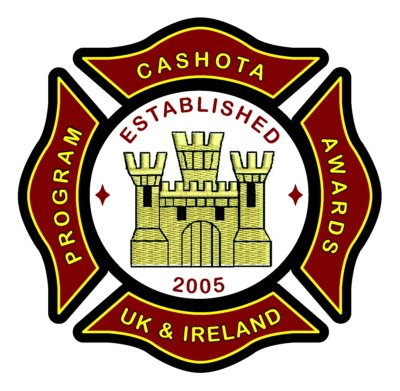 CASHOTA
PROGRAM
AWARDS
UK & IRELAND
ESTABLISHED
2005